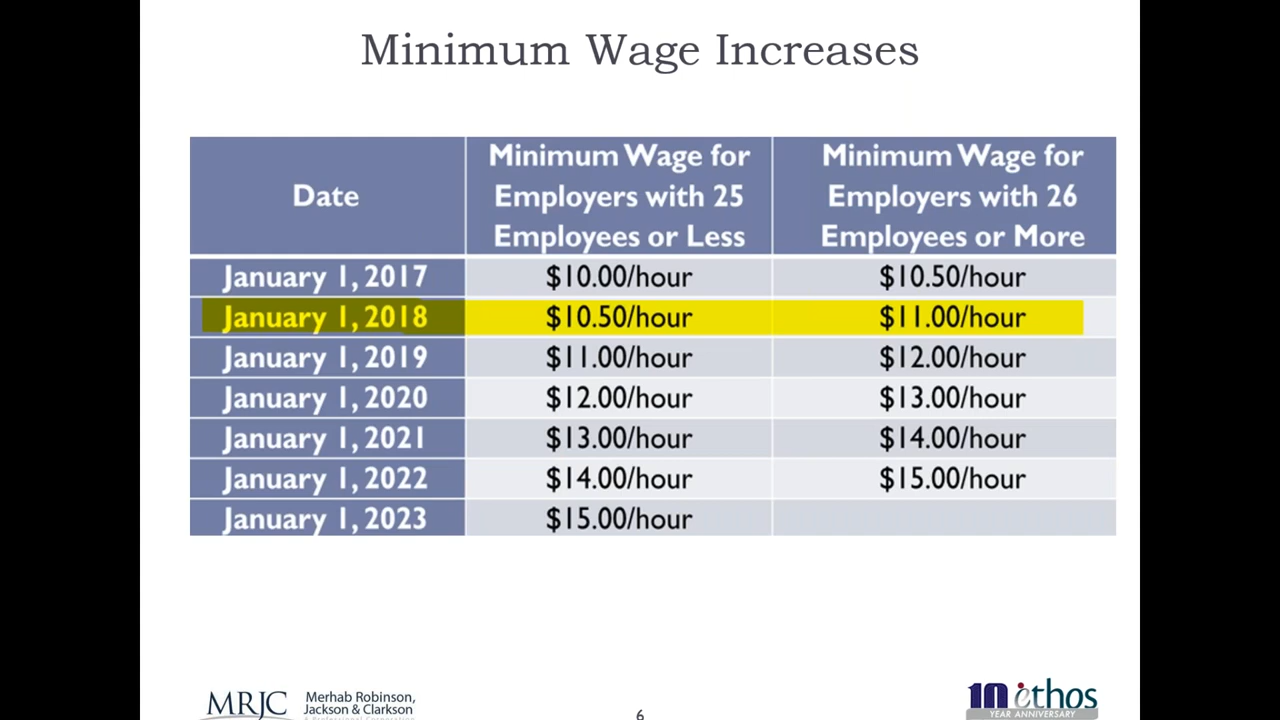 Minimum Wage Increases
Date
Minimum Wage for
Employers with 25
Employees or Less
Minimum Wage for
Employers with 26
Employees or More
January 1, 2017 $10.00/hour $10.50/hour
January 1, 2018 $10.50/hour $11.00/hour
January 1, 2019 $11.00/hour $12.00/hour
January 1, 2020 $12.00/hour $13.00/hour
January 1, 2021 $13.00/hour $14.00/hour
January 1, 2022 $14.00/hour $15.00/hour
January 1, 2023 $15.00/hour
MRJC
Merhab Robinson,
Jackson & Clarkson
A Professional Corporation
6
10 ethos
YEAR ANNIVERSARY